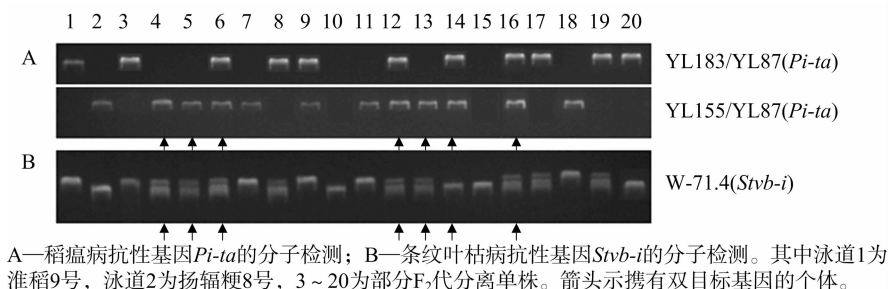 1 2 3 4 5 6 7 8 9 10 11 12 13 14 16 17 18 19 20
A
YL183/YL87(Pi-ta)
YL155/YL87(Pi-ta)
B
W-71.4(Stvb-i)
A—稻瘟病抗性基因Pi-ta的分子检测；B—条纹叶枯病抗性基因Stvb-i的分子检测。其中泳道1为
淮稻9号，泳道2为扬辐粳8号，3～20为部分F2代分离单株。箭头示携有双目标基因的个体。